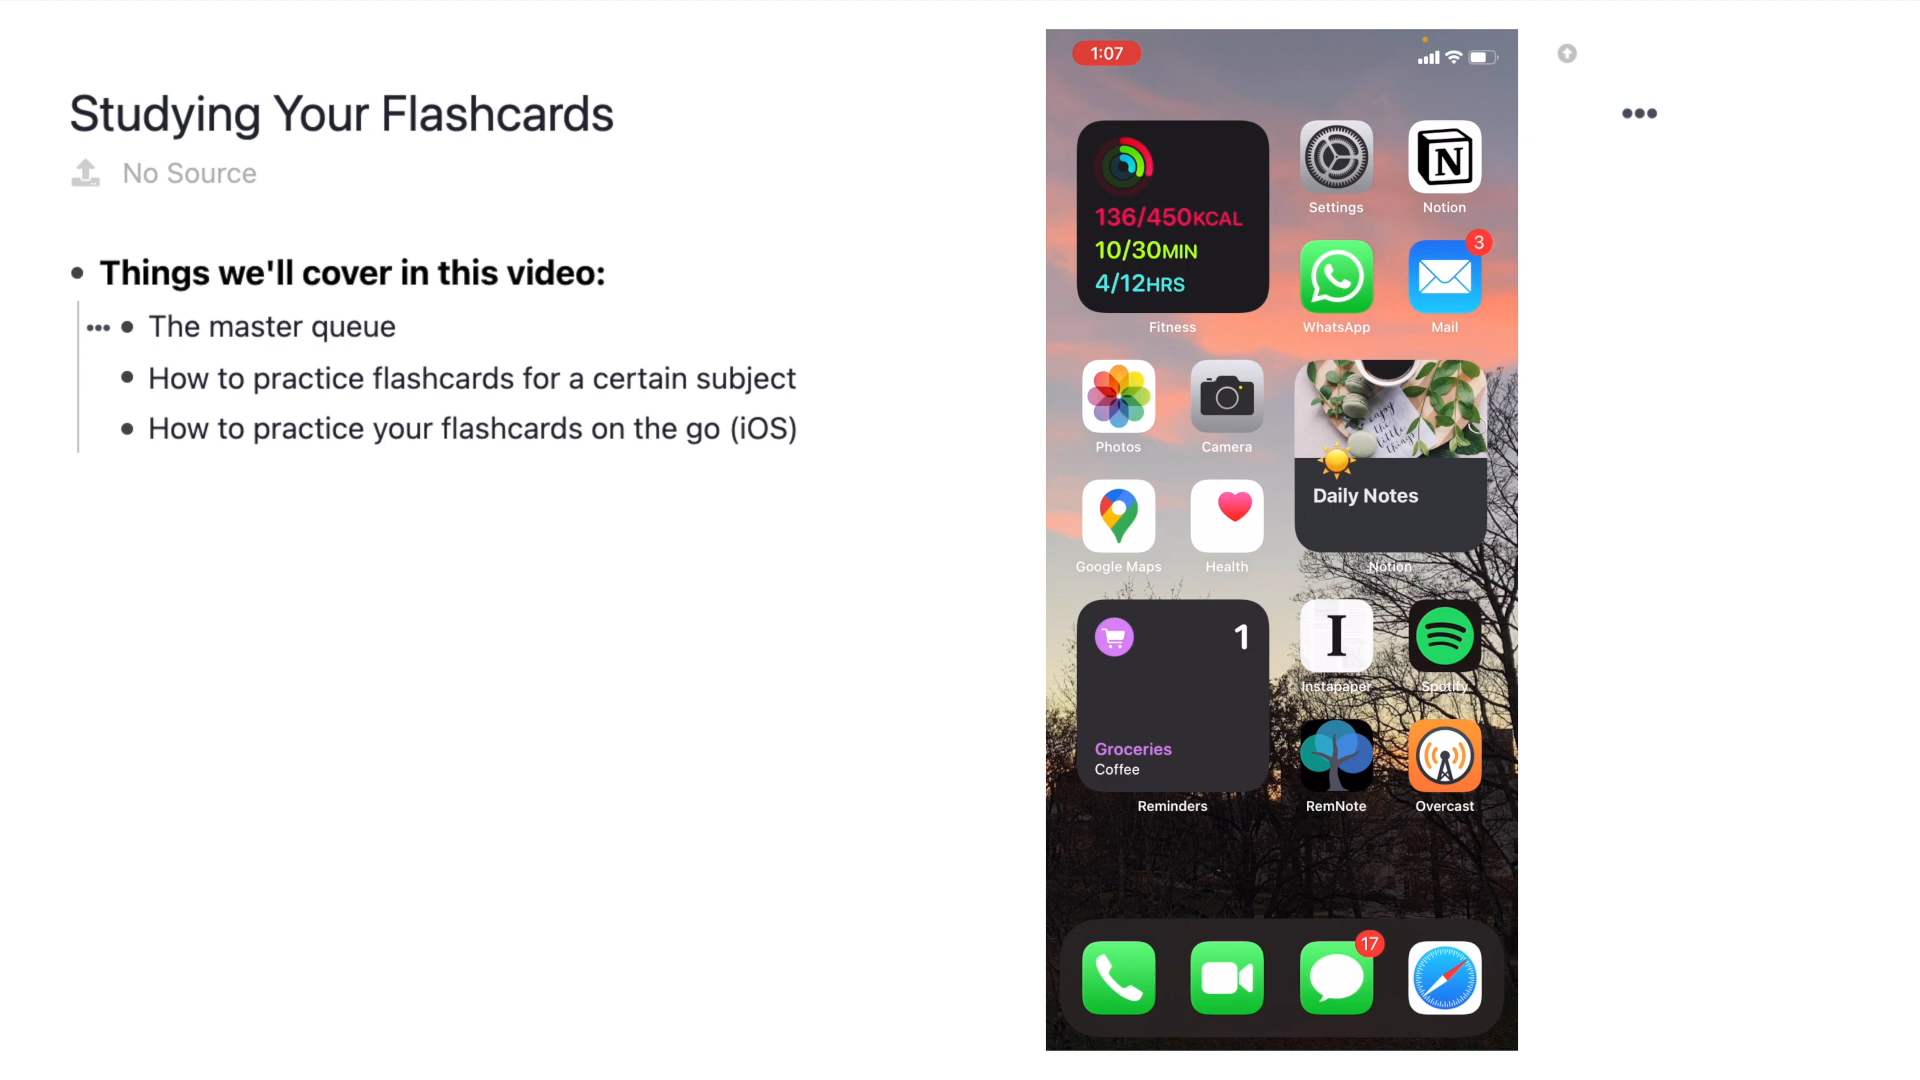 Studying Your Flashcards
No Source
Things we'll cover in this video:
The master queue
How to practice flashcards for a certain subject
How to practice your flashcards on the go (iOS)
1:07
136/450KCAL
10/30MIN
4/12HRS
Fitness
Settings
N
Notion
WhatsApp
3
Mail
Photos
Camera
the little things
Daily Notes
Notion
Google Maps
Health
1
Groceries
Coffee
Reminders
I
Instapaper
Spotify
RemNote
Overcast
17